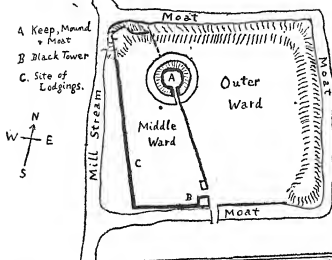 Moat
A Keep, Mound
& Moat
B Black Tower
C. Site of
Lodgings.
N
W E
S
Mill Stream
A
Outer
Ward
Moat
Middle
Ward
C
B
Moat